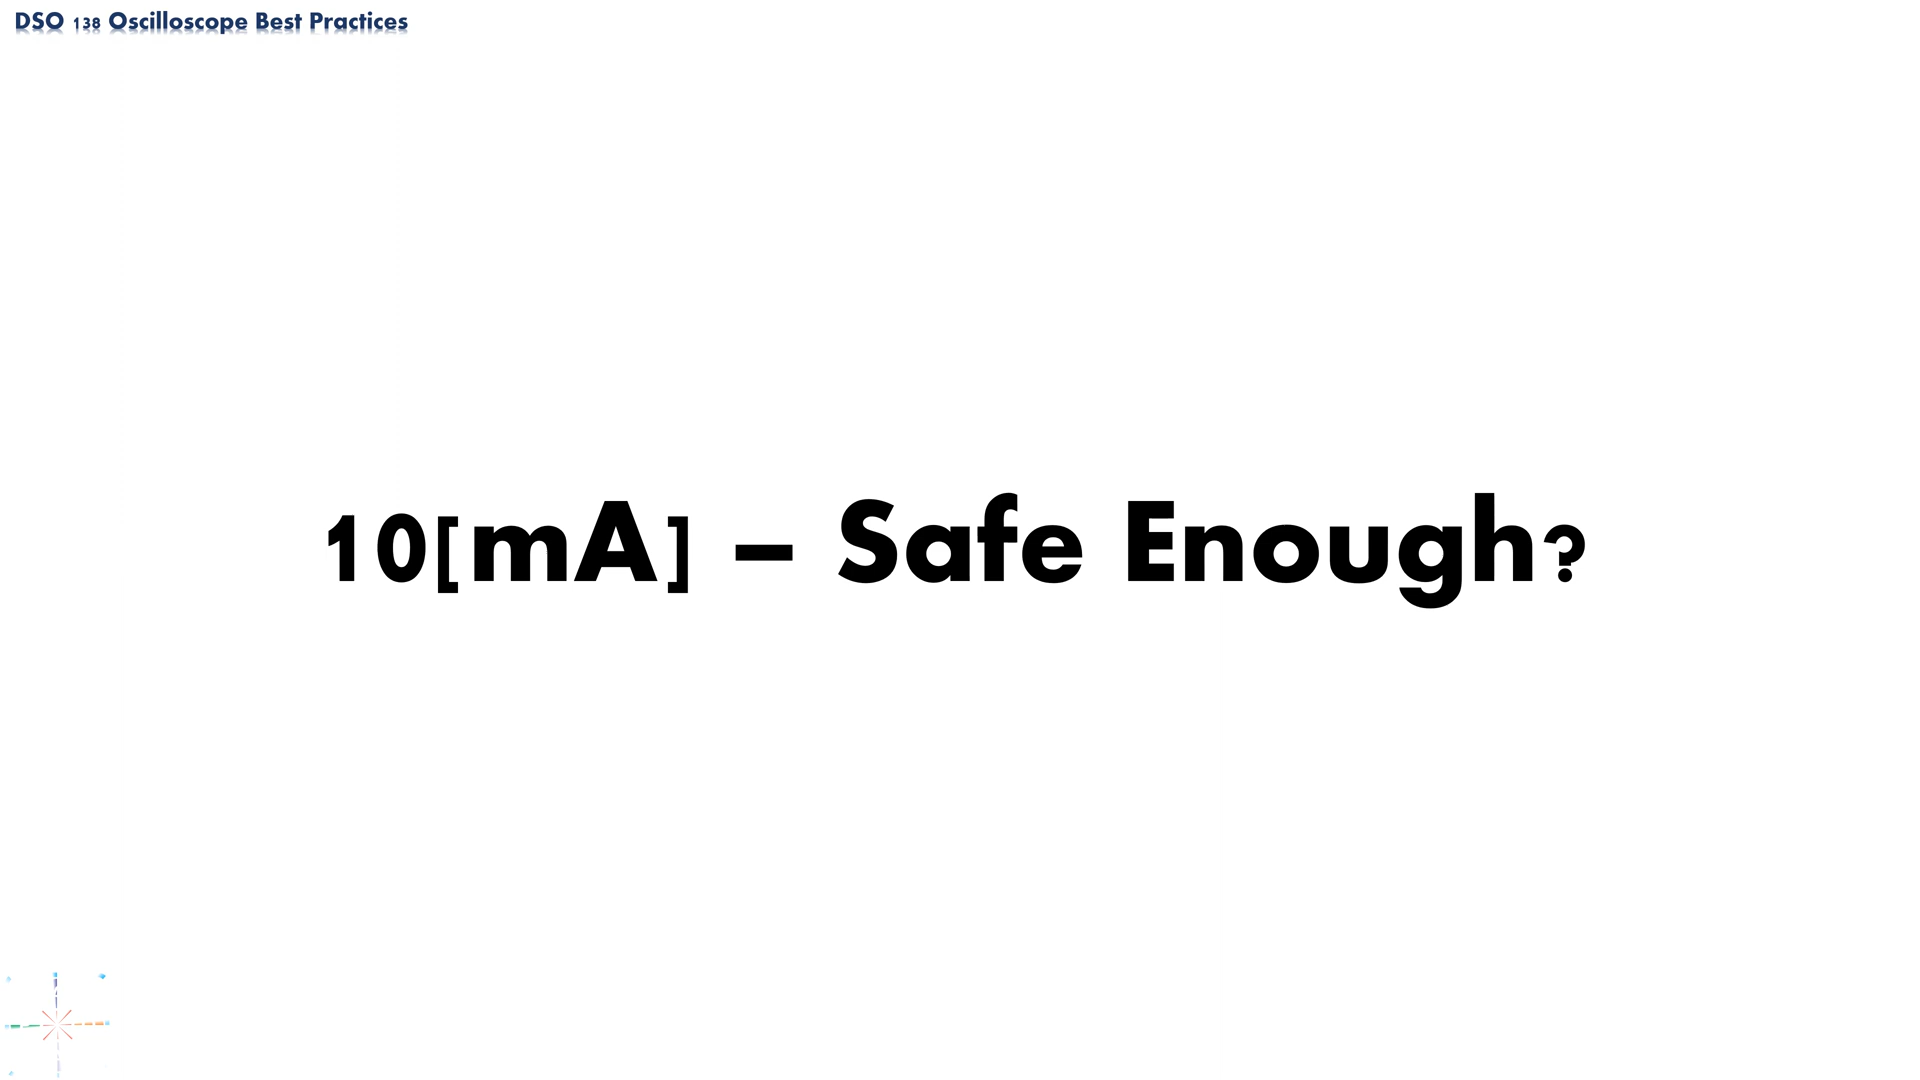 DSO 138 Oscilloscope Best Practices
10[mA] – Safe Enough?